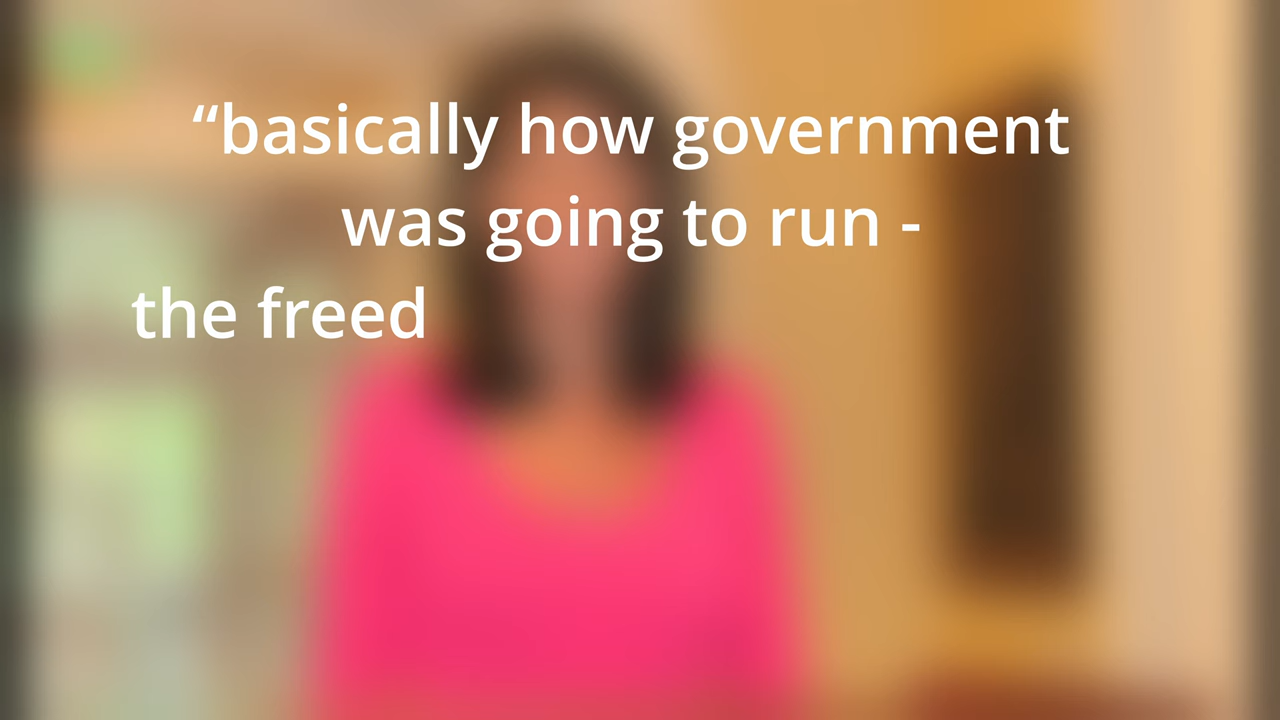 “basically how government
was going to run -
the freed